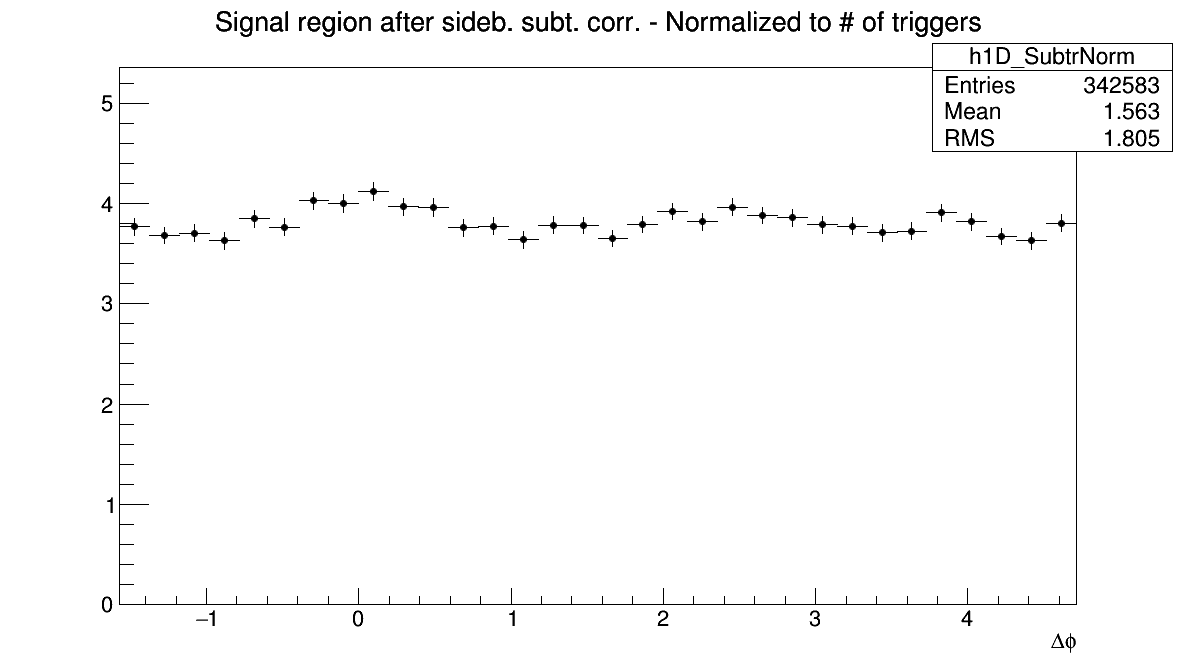 Signal region after sideb. subt. corr. - Normalized to # of triggers
h1D_SubtrNorm
Entries 342583
Mean 1.563
RMS 1.805
5
4
3
2
1
0
−1 0 1 2 3 4
Δϕ